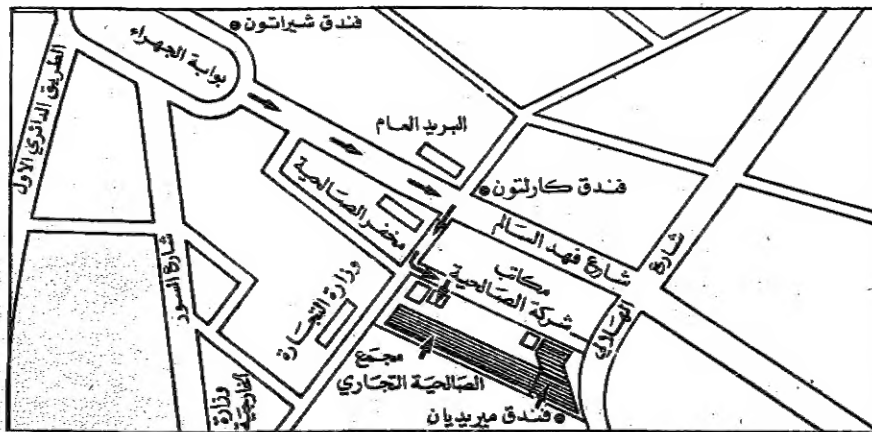 فندق شيراتون
بوابة الجهراء
الطريق الدائري الاول
البريد العام
فندق كارلتون
مخفر الصالحية
شارع فهد السالم
شارع
الهلالي
مكاتب
شركة الصالحية
شارع السور
وزارة التجارة
مجمع
الصالحية التجاري
وزارة
الخارجية
فندق ميريديان